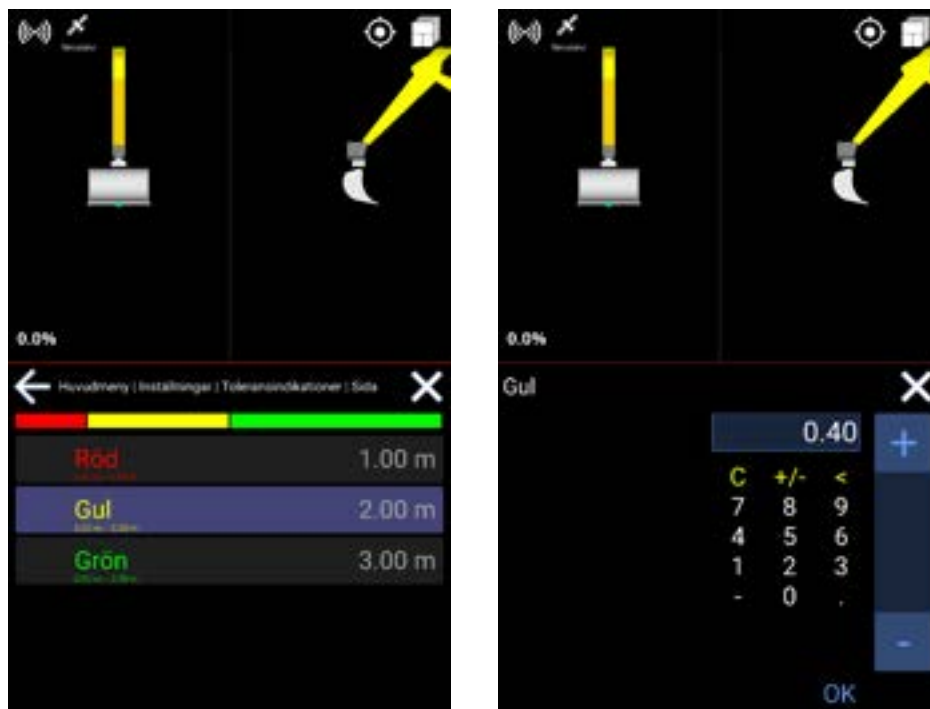 0.0%
Huvudmeny | Inställningar | Toleransindikationer | Sida
Röd 1.00 m
Gul 2.00 m
Grön 3.00 m
0.0%
Gul
0.40
+
C +/- <
7 8 9
4 5 6
1 2 3
- 0 .
-
OK